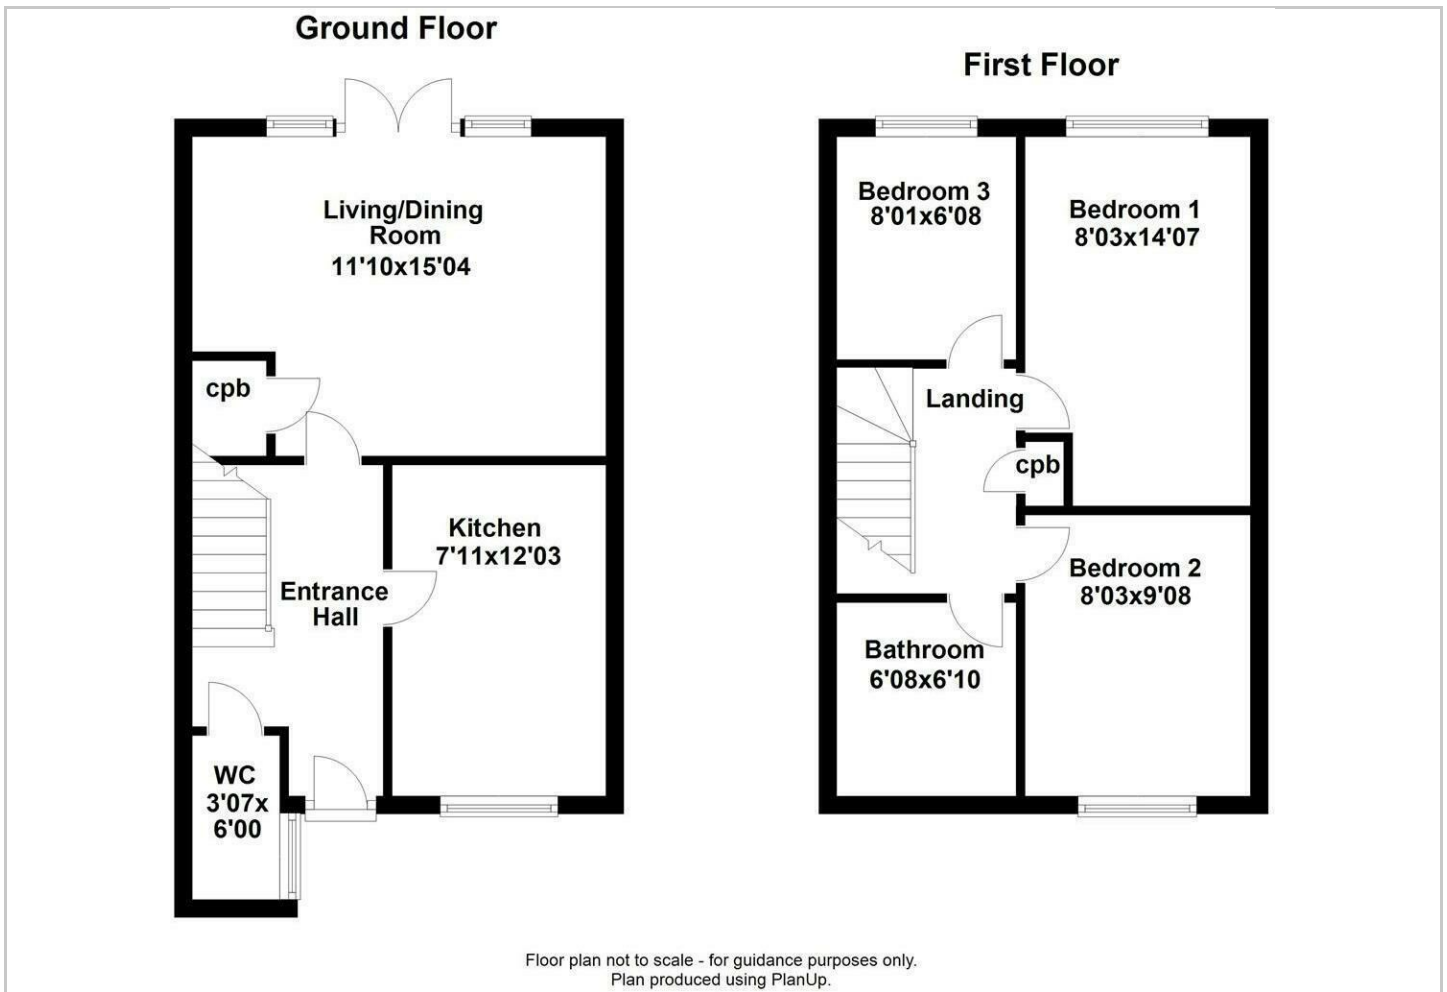 Ground Floor
First Floor
Living/Dining
Room
11'10x15'04
cpb
Kitchen
7'11x12'03
Entrance
Hall
WC
3'07x
6'00
Bedroom 3
8'01x6'08
Bedroom 1
8'03x14'07
Landing
cpb
Bedroom 2
8'03x9'08
Bathroom
6'08x6'10
Floor plan not to scale - for guidance purposes only.
Plan produced using PlanUp.